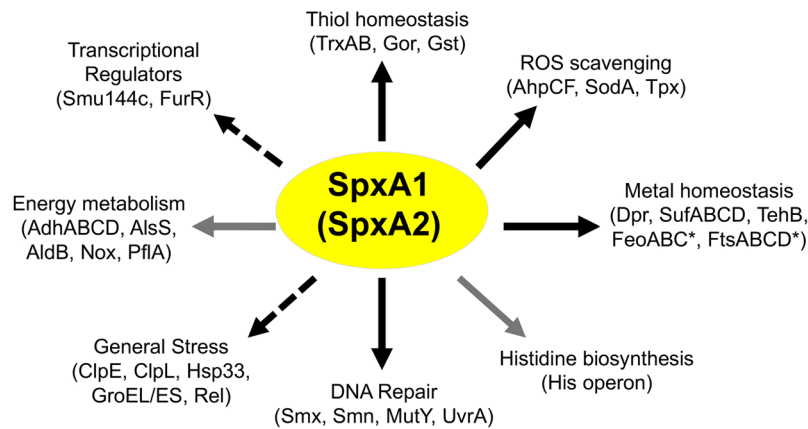 Thiol homeostasis
(TrxAB, Gor, Gst)
Transcriptional
Regulators
(Smu144c, FurR)
ROS scavenging
(AhpCF, SodA, Tpx)
SpxA1
(SpxA2)
Energy metabolism
(AdhABCD, AlsS,
AldB, Nox, PflA)
Metal homeostasis
(Dpr, SufABCD, TehB,
FeoABC*, FtsABCD*)
General Stress
(ClpE, ClpL, Hsp33,
GroEL/ES, Rel)
DNA Repair
(Smx, Smn, MutY, UvrA)
Histidine biosynthesis
(His operon)